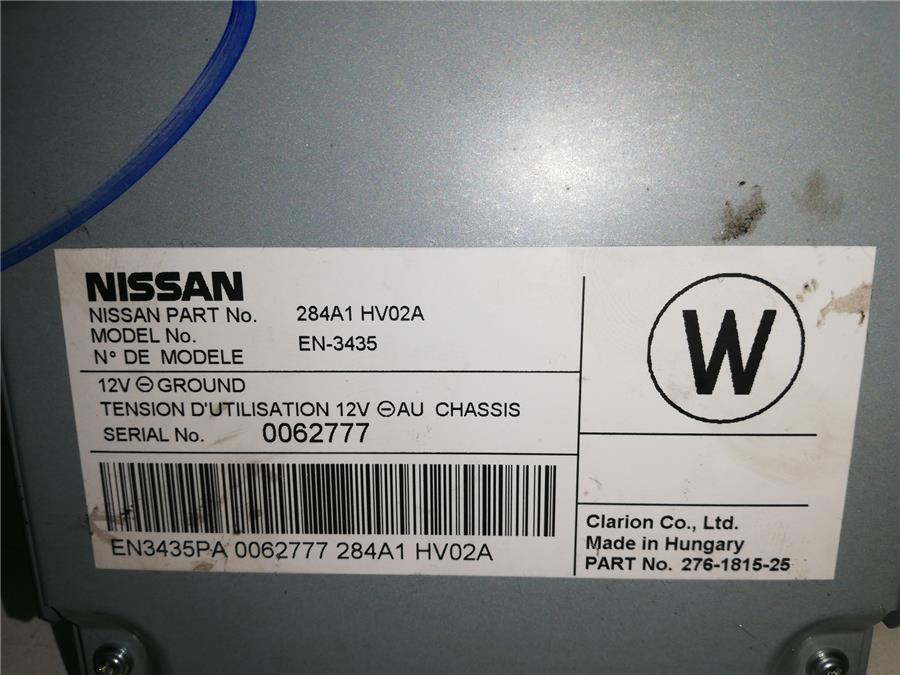 NISSAN
NISSAN PART No. 284A1 HV02A
MODEL No.
N° DE MODELE EN-3435
12V ⊖ GROUND
TENSION D'UTILISATION 12V ⊖ AU CHASSIS
SERIAL No. 0062777
EN3435PA 0062777 284A1 HV02A
W
Clarion Co., Ltd.
Made in Hungary
PART No. 276-1815-25